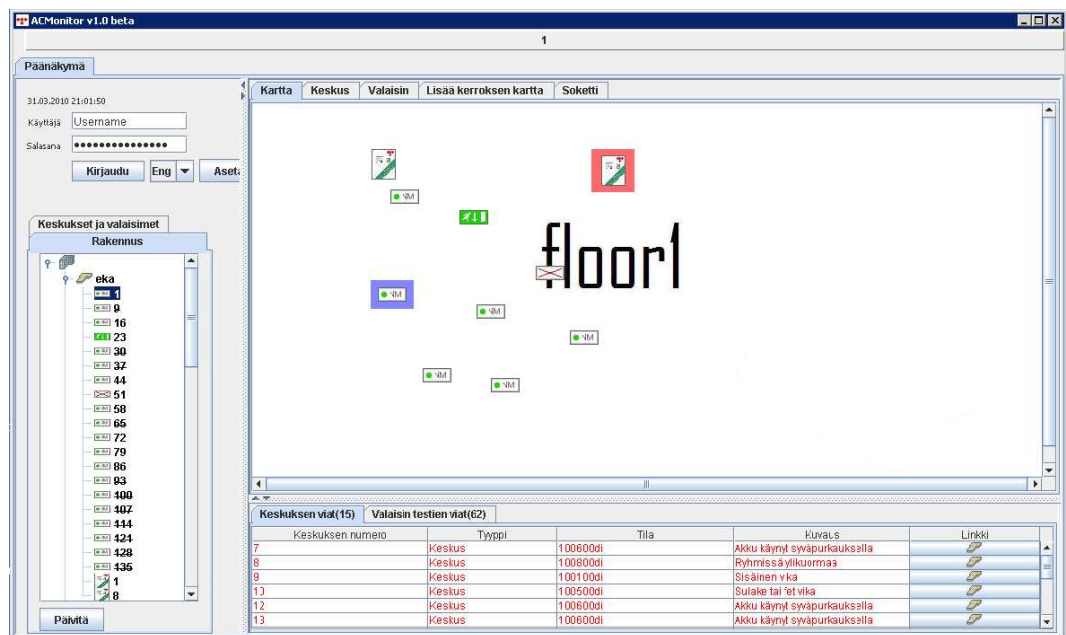 ACMonitor v1.0 beta
1
Päänäkymä
31.03.2010 21:01:50
Käyttäjä Username
Salasana
Kirjaudu Eng
Keskukset ja valaisimet
Rakennus
eka
1
9
16
23
30
37
44
51
58
65
72
79
86
93
100
107
114
121
128
135
1
8
Päivitä
Kartta Keskus Valaisin Lisää kerroksen kartta Soketti
NM
floor1
NM
NM
NM
NM
NM
Keskuksen viat(15) Valaisin testien viat(62)
Keskuksen numero Tyyppi Tila Kuvaus Linkki
7 Keskus 100600di Akku käynyt syväpurkauksella
8 Keskus 100800di Ryhmissä ylikuormaa
9 Keskus 100100di Sisäinen vika
10 Keskus 100500di Sulake tai fet vika
12 Keskus 100600di Akku käynyt syväpurkauksella
13 Keskus 100600di Akku käynyt syväpurkauksella